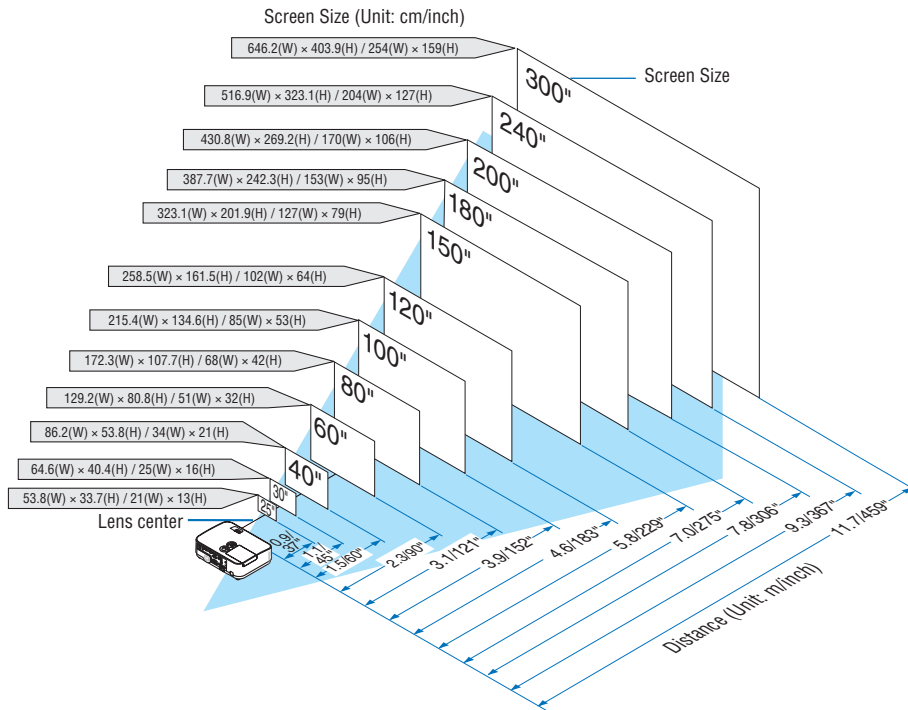 Screen Size (Unit: cm/inch)
646.2(W) × 403.9(H) / 254(W) × 159(H)
Screen Size
300"
516.9(W) × 323.1(H) / 204(W) × 127(H)
240"
430.8(W) × 269.2(H) / 170(W) × 106(H)
200"
387.7(W) × 242.3(H) / 153(W) × 95(H)
180"
323.1(W) × 201.9(H) / 127(W) × 79(H)
150"
258.5(W) × 161.5(H) / 102(W) × 64(H)
120"
215.4(W) × 134.6(H) / 85(W) × 53(H)
100"
172.3(W) × 107.7(H) / 68(W) × 42(H)
80"
129.2(W) × 80.8(H) / 51(W) × 32(H)
60"
86.2(W) × 53.8(H) / 34(W) × 21(H)
40"
64.6(W) × 40.4(H) / 25(W) × 16(H)
30"
53.8(W) × 33.7(H) / 21(W) × 13(H)
25"
Lens center
0.9/
37"
1.1/
45"
1.5/60"
2.3/90"
3.1/121"
3.9/152"
4.6/183"
5.8/229"
7.0/275"
7.8/306"
9.3/367"
11.7/459"
Distance (Unit: m/inch)